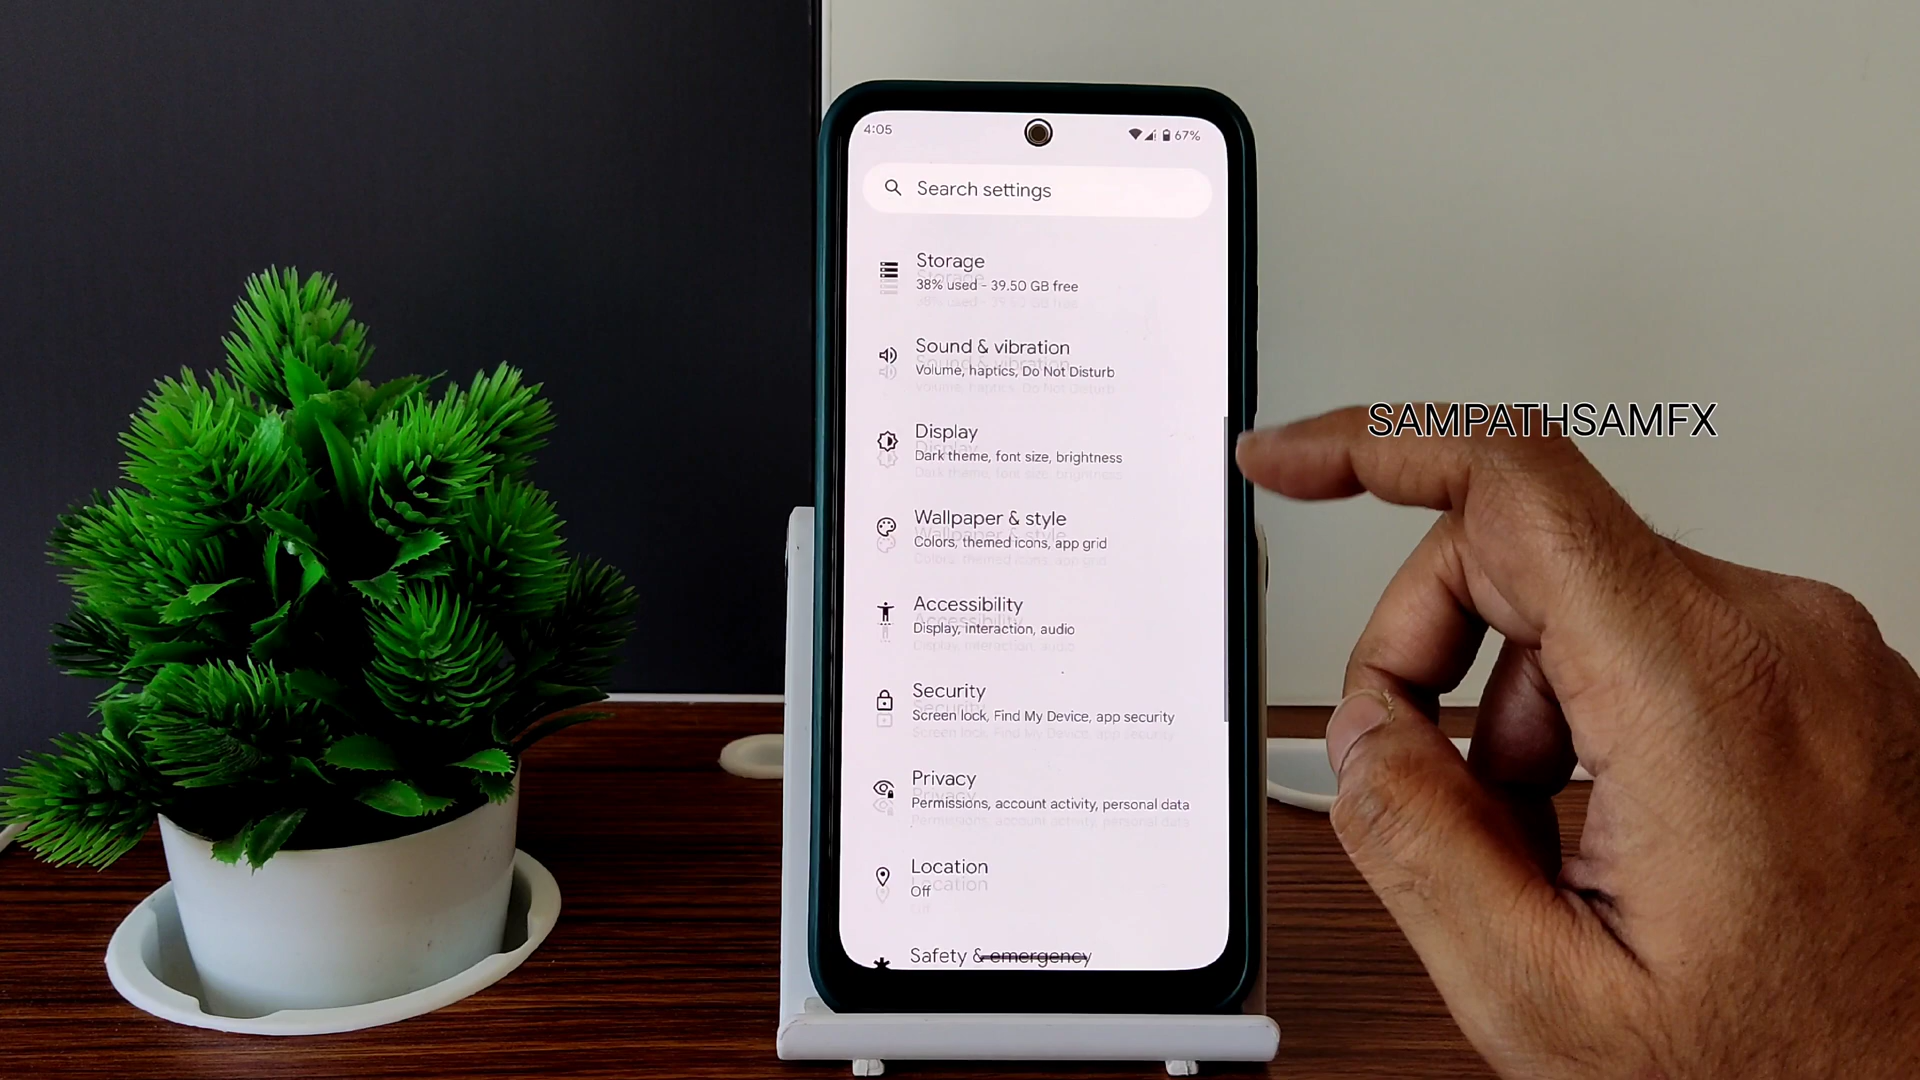 4:05
67%
Search settings
Storage
38% used - 39.50 GB free
Sound & vibration
Volume, haptics, Do Not Disturb
Display
Dark theme, font size, brightness
SAMPATHSAMFX
Wallpaper & style
Colors, themed icons, app grid
Accessibility
Display, interaction, audio
Security
Screen lock, Find My Device, app security
Privacy
Permissions, account activity, personal data
Location
Off
Safety & emergency